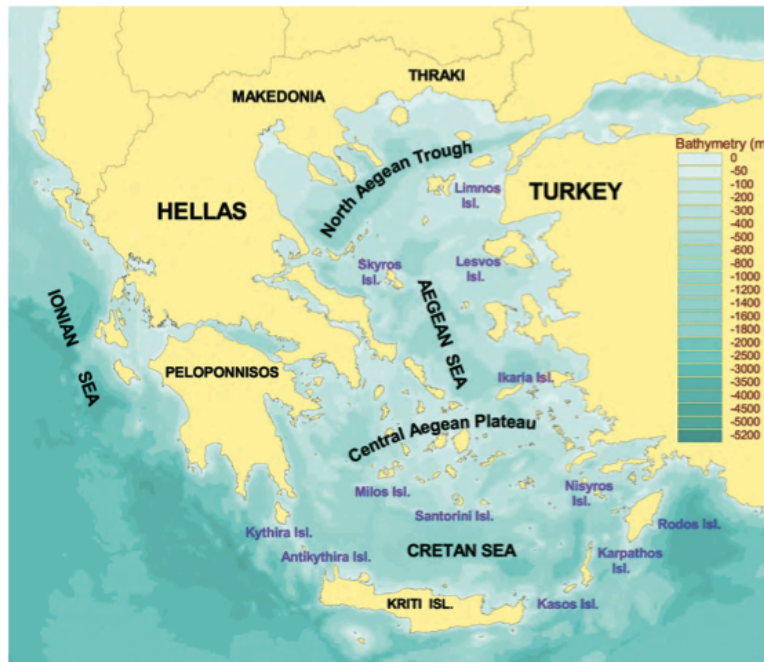 THRAKI
MAKEDONIA
North Aegean Trough
Bathymetry (m
0
-50
-100
-200
-300
-400
-500
-600
-800
-1000
-1200
-1400
-1600
-1800
-2000
-2500
-3000
-3500
-4000
-4500
-5000
-5200
Limnos
Isl.
TURKEY
HELLAS
Skyros
Isl.
Lesvos
Isl.
AEGEAN SEA
IONIAN SEA
PELOPONNISOS
Ikaria Isl.
Central Aegean Plateau
Milos Isl.
Nisyros
Isl.
Santorini Isl.
Kythira Isl.
Rodos Isl.
Antikythira Isl.
CRETAN SEA
Karpathos
Isl.
KRITI ISL.
Kasos Isl.